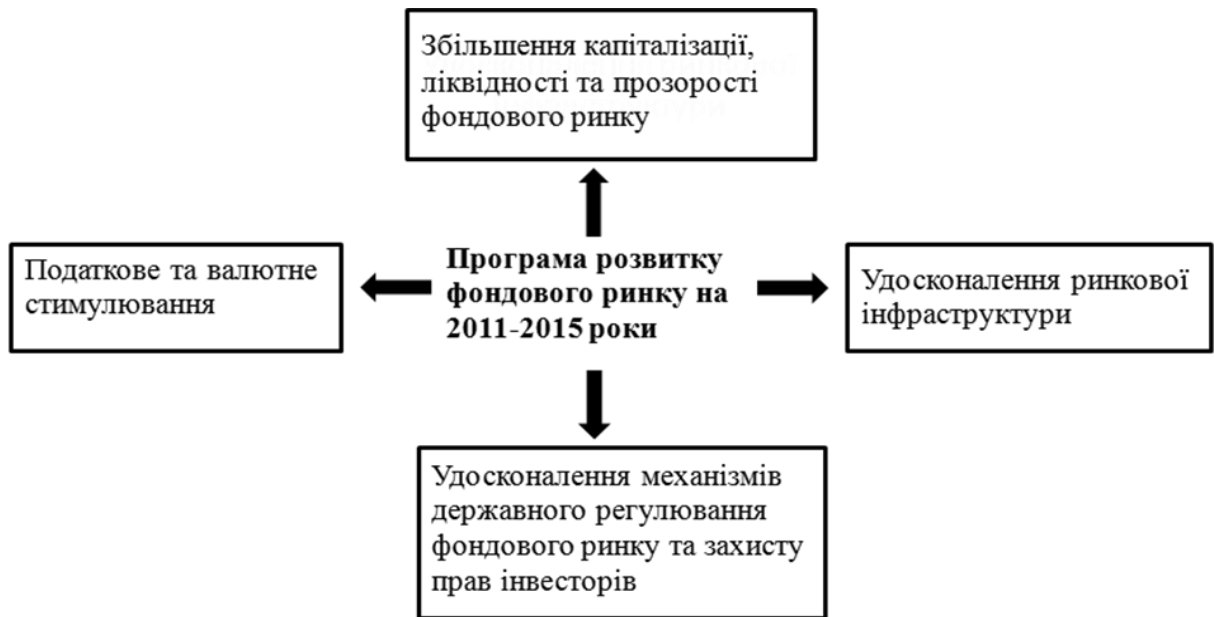 Збільшення капіталізації,
ліквідності та прозорості
фондового ринку
Податкове та валютне
стимулювання
Програма розвитку
фондового ринку на
2011-2015 роки
Удосконалення ринкової
інфраструктури
Удосконалення механізмів
державного регулювання
фондового ринку та захисту
прав інвесторів